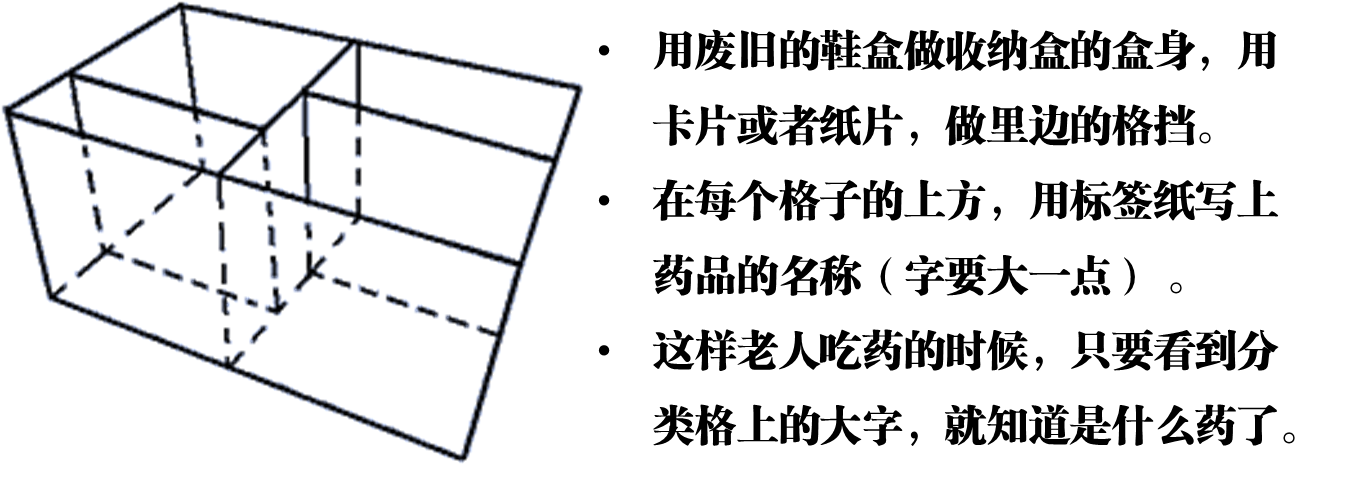 • 用废旧的鞋盒做收纳盒的盒身，用
卡片或者纸片，做里边的格挡。
• 在每个格子的上方，用标签纸写上
药品的名称（字要大一点）。
• 这样老人吃药的时候，只要看到分
类格上的大字，就知道是什么药了。